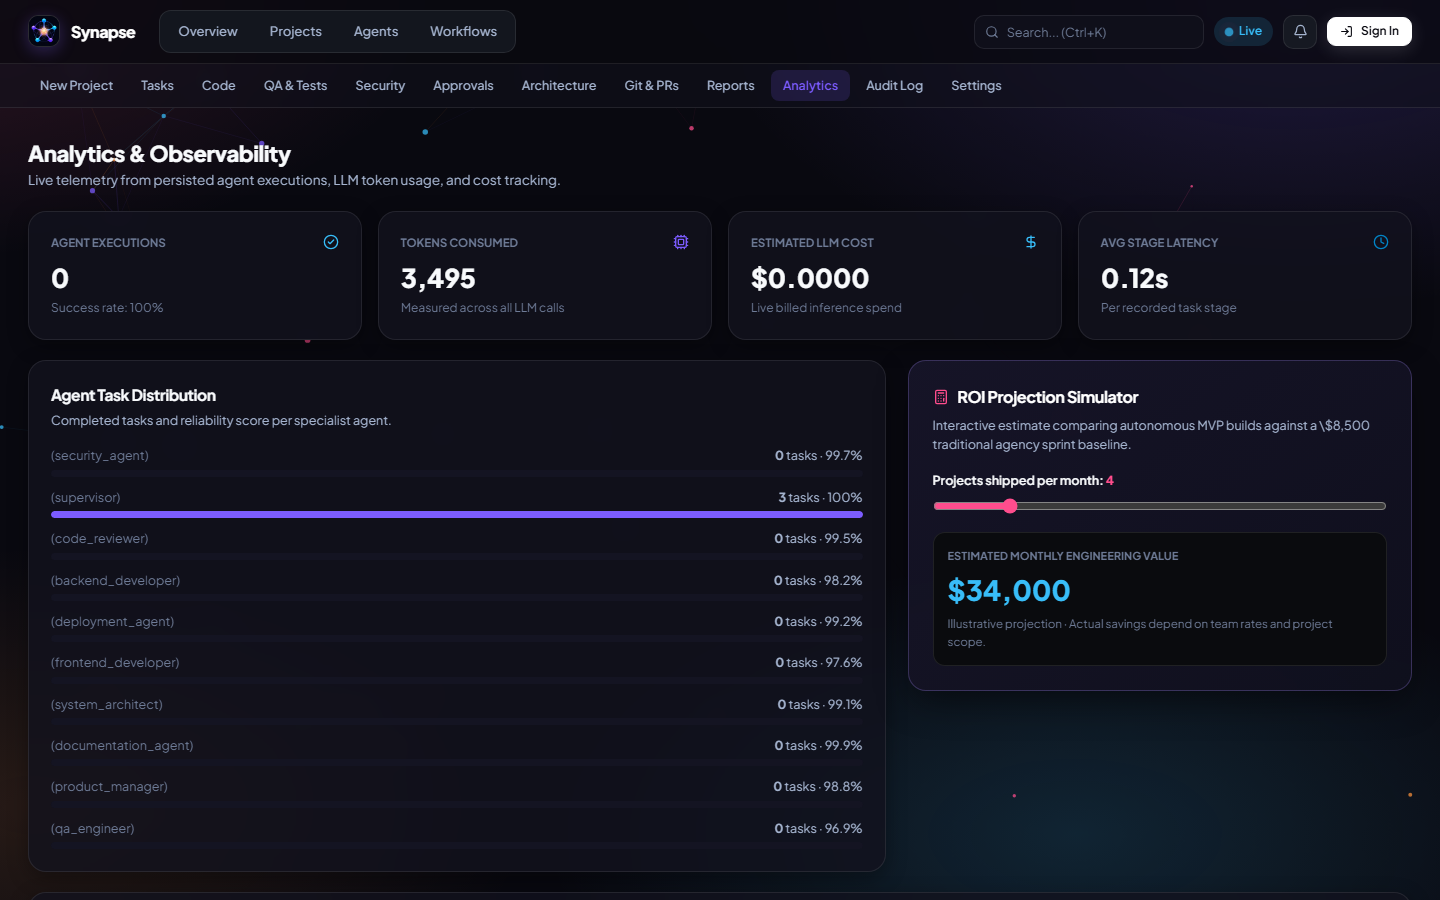 Synapse
Overview
Projects
Agents
Workflows
Search... (Ctrl+K)
Live
Sign In
New Project
Tasks
Code
QA & Tests
Security
Approvals
Architecture
Git & PRs
Reports
Analytics
Audit Log
Settings
Analytics & Observability
Live telemetry from persisted agent executions, LLM token usage, and cost tracking.
AGENT EXECUTIONS
0
Success rate: 100%
TOKENS CONSUMED
3,495
Measured across all LLM calls
ESTIMATED LLM COST
$0.0000
Live billed inference spend
AVG STAGE LATENCY
0.12s
Per recorded task stage
Agent Task Distribution
Completed tasks and reliability score per specialist agent.
(security_agent) 0 tasks · 99.7%
(supervisor) 3 tasks · 100%
(code_reviewer) 0 tasks · 99.5%
(backend_developer) 0 tasks · 98.2%
(deployment_agent) 0 tasks · 99.2%
(frontend_developer) 0 tasks · 97.6%
(system_architect) 0 tasks · 99.1%
(documentation_agent) 0 tasks · 99.9%
(product_manager) 0 tasks · 98.8%
(qa_engineer) 0 tasks · 96.9%
ROI Projection Simulator
Interactive estimate comparing autonomous MVP builds against a \$8,500
traditional agency sprint baseline.
Projects shipped per month: 4
ESTIMATED MONTHLY ENGINEERING VALUE
$34,000
Illustrative projection · Actual savings depend on team rates and project
scope.